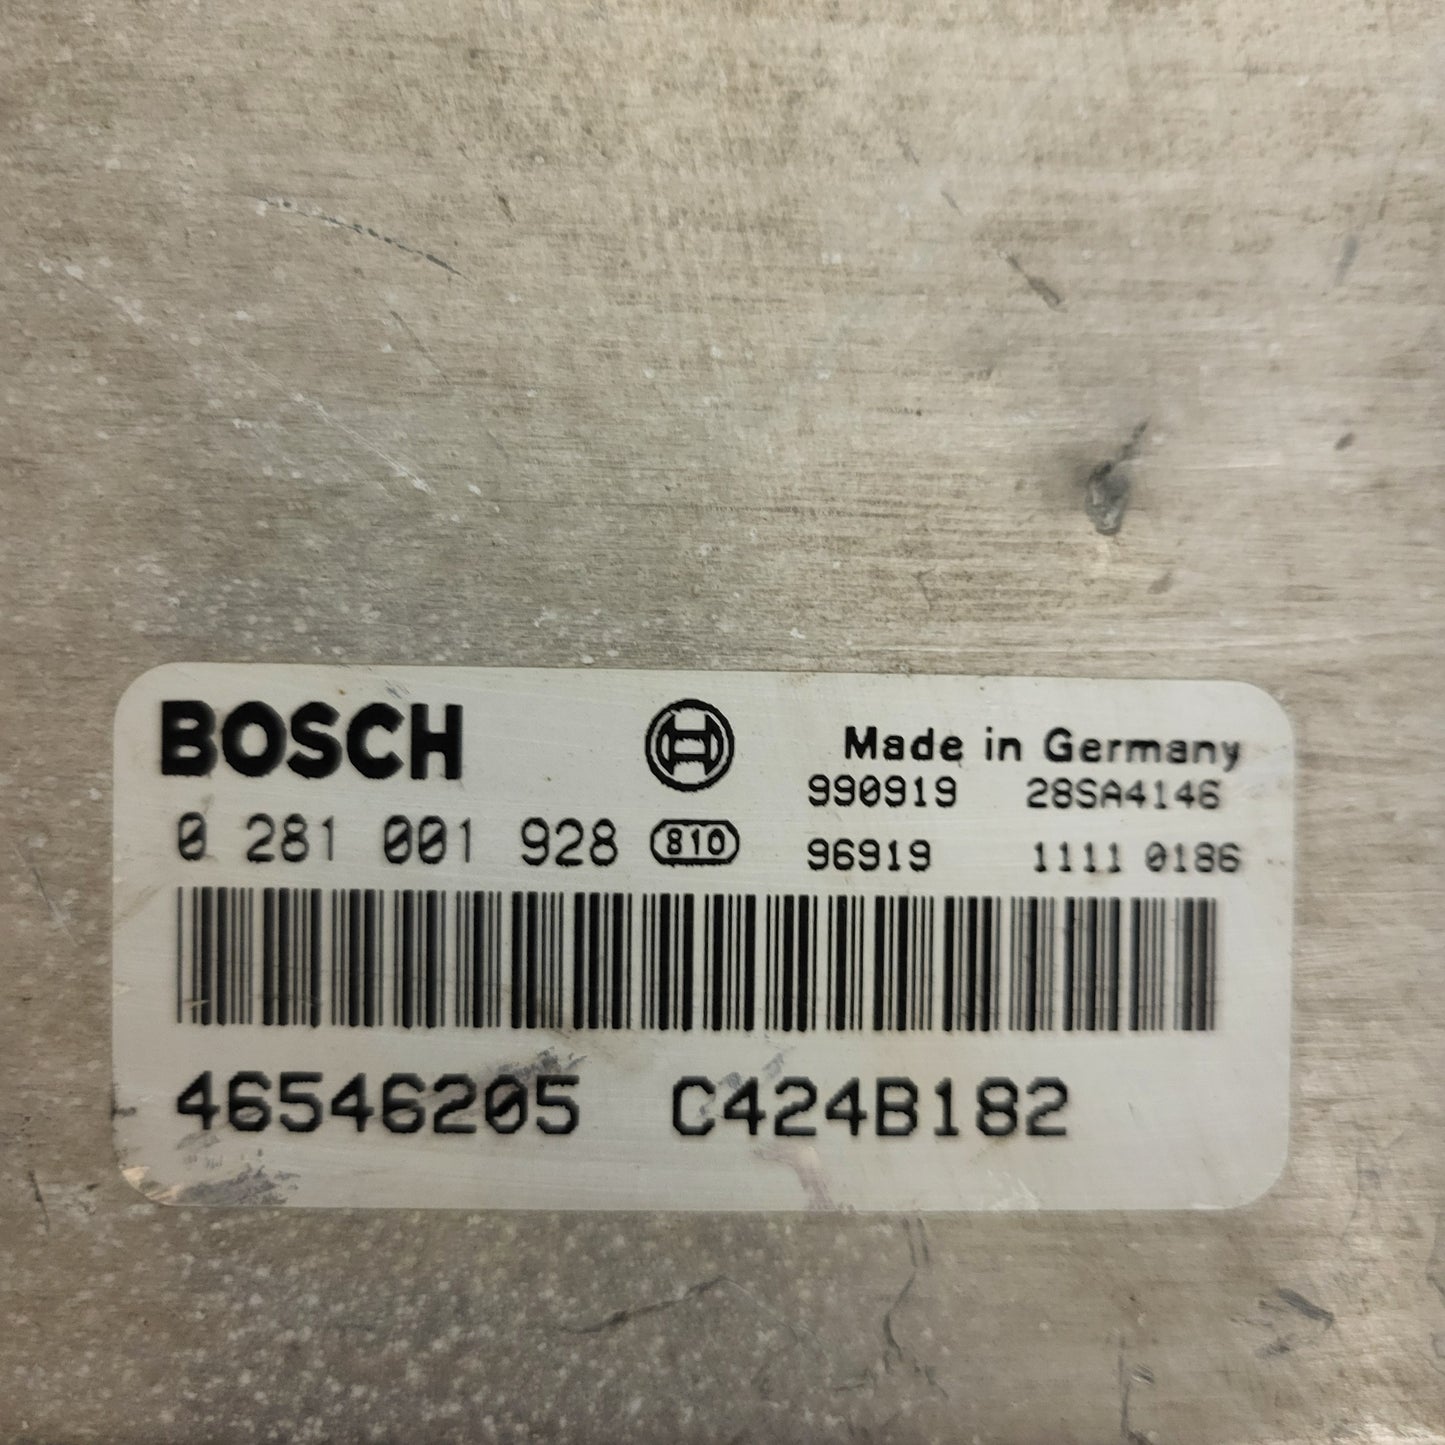 BOSCH
Made in Germany
990919 28SA4146
0 281 001 928 810 96919 1111 0186
46546205 C424B182